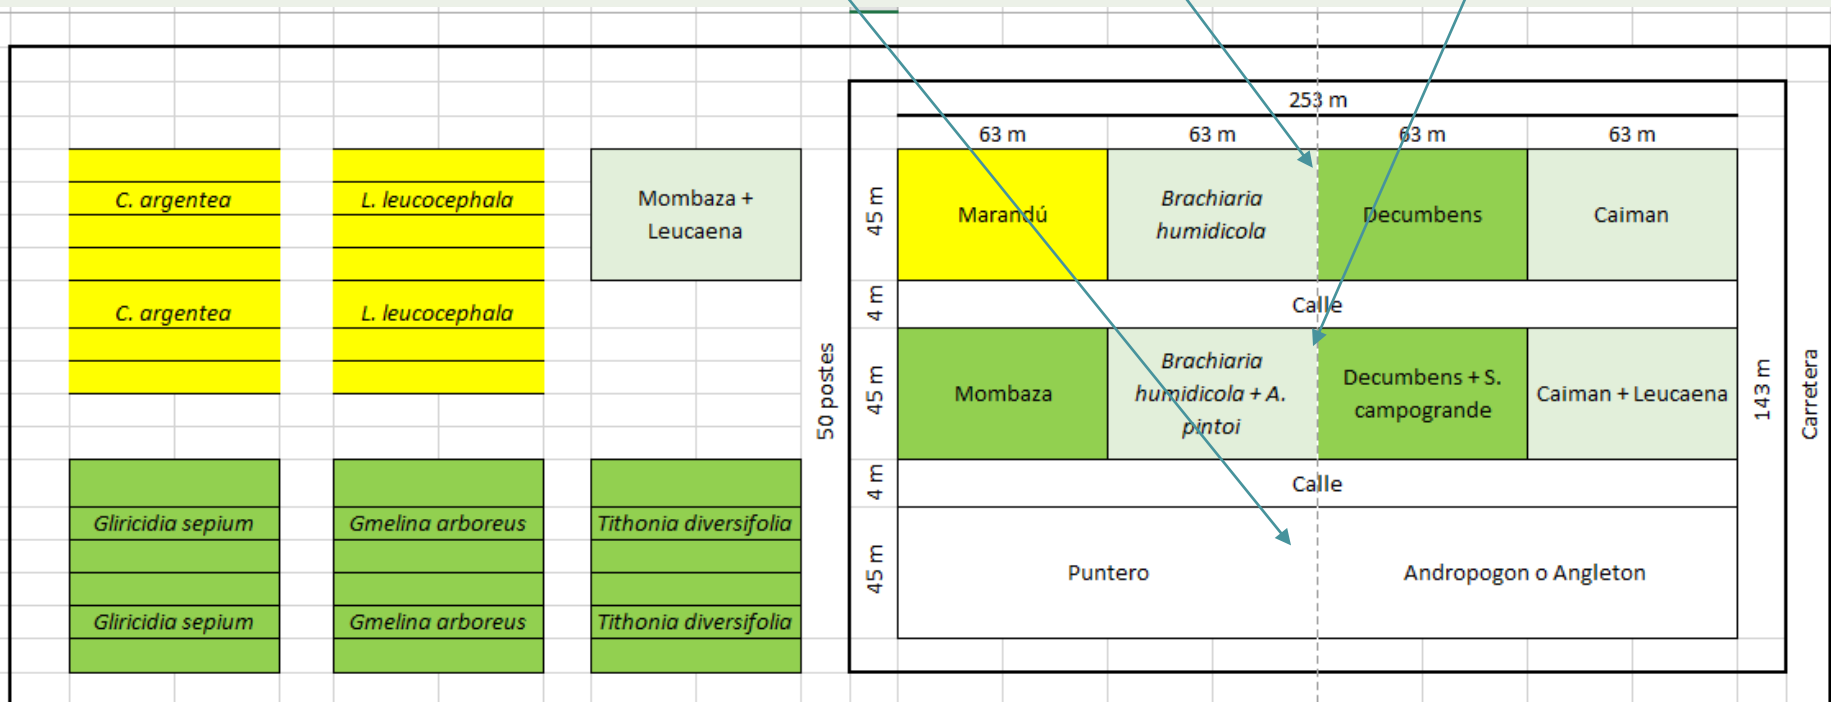 253 m
63 m
63 m
63 m
63 m
C. argentea
L. leucocephala
Mombaza +
Leucaena
45 m
Marandú
Brachiaria
humidicola
Decumbens
Caiman
C. argentea
L. leucocephala
4 m
Calle
50 postes
45 m
Mombaza
Brachiaria
humidicola + A.
pintoi
Decumbens + S.
campogrande
Caiman + Leucaena
143 m
Carretera
4 m
Calle
Gliricidia sepium
Gmelina arboreus
Tithonia diversifolia
45 m
Puntero
Andropogon o Angleton
Gliricidia sepium
Gmelina arboreus
Tithonia diversifolia